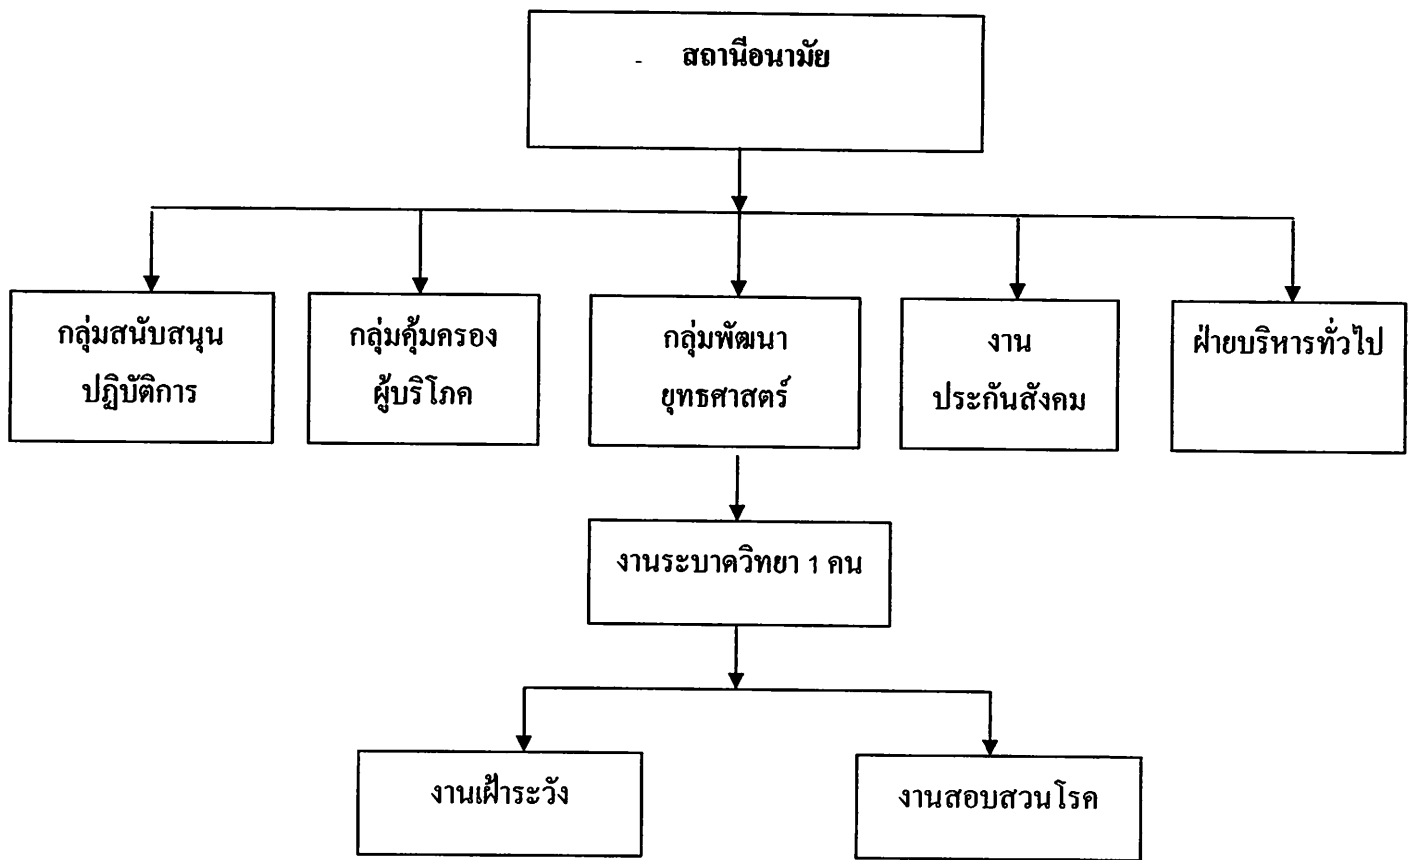 สถานีอนามัย
กลุ่มสนับสนุน
ปฏิบัติการ
กลุ่มคุ้มครอง
ผู้บริโภค
กลุ่มพัฒนา
ยุทธศาสตร์
งาน
ประกันสังคม
ฝ่ายบริหารทั่วไป
งานระบาดวิทยา 1 คน
งานเฝ้าระวัง
งานสอบสวนโรค